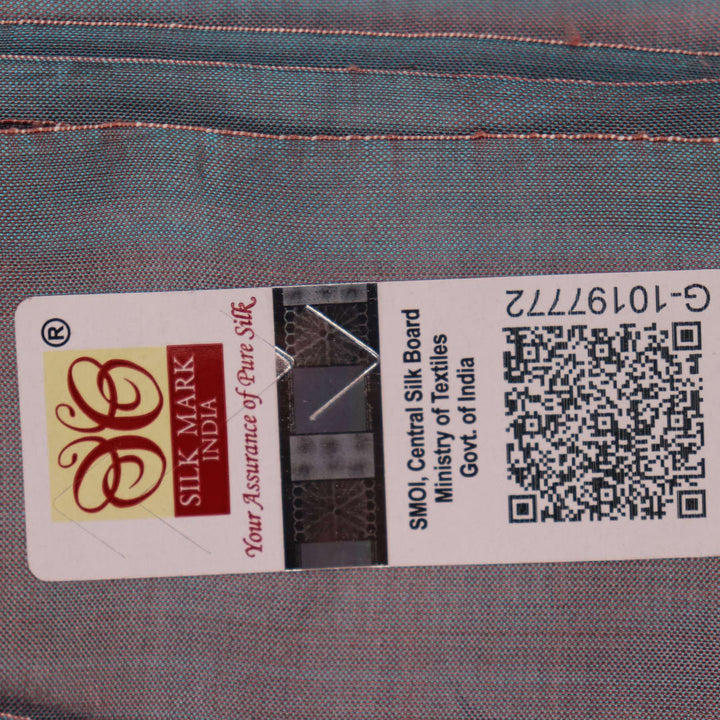 ®
SILK MARK
INDIA
Your Assurance of Pure Silk
SMOI, Central Silk Board
Ministry of Textiles
Govt. of India
G-10197772